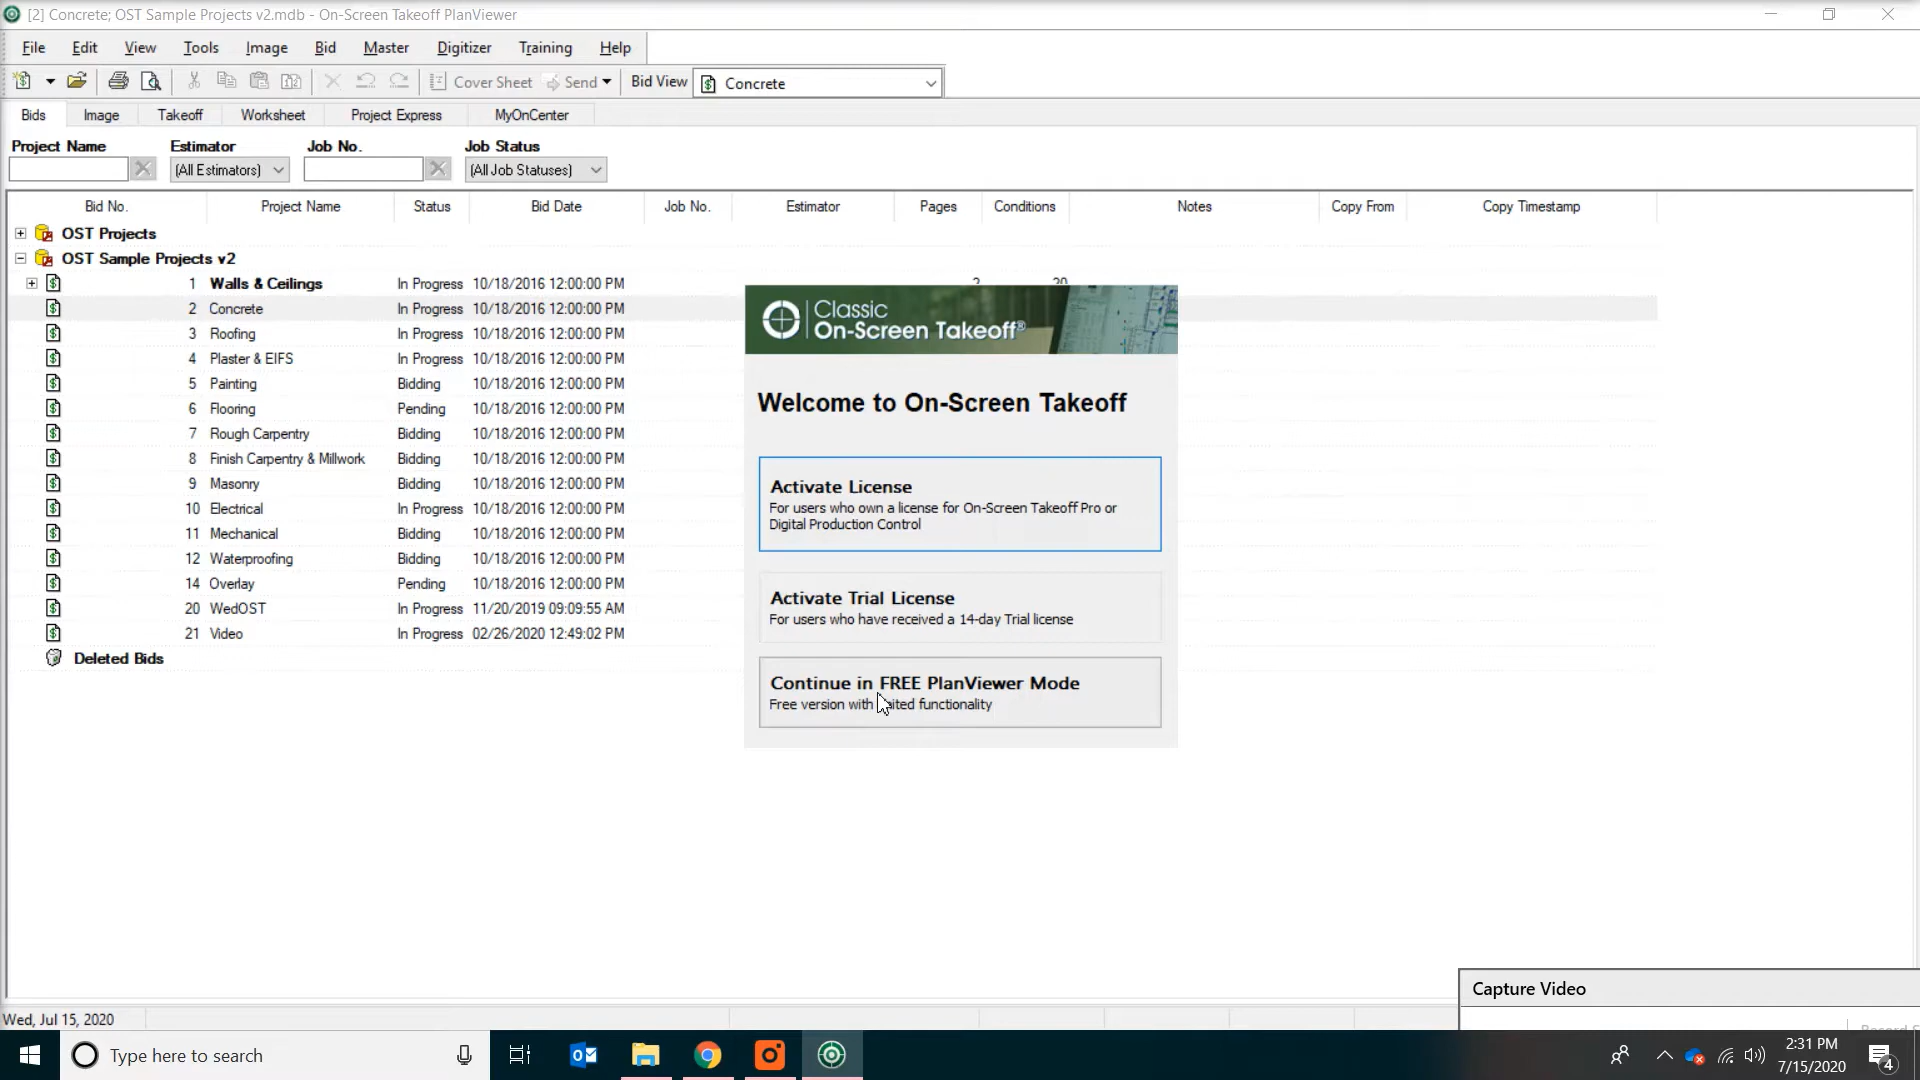 [2] Concrete; OST Sample Projects v2.mdb - On-Screen Takeoff PlanViewer
File Edit View Tools Image Bid Master Digitizer Training Help
Cover Sheet Send Bid View Concrete
Bids Image Takeoff Worksheet Project Express MyOnCenter
Project Name Estimator Job No. Job Status
(All Estimators) (All Job Statuses)
Bid No. Project Name Status Bid Date Job No. Estimator Pages Conditions Notes Copy From Copy Timestamp
OST Projects
OST Sample Projects v2
1 Walls & Ceilings In Progress 10/18/2016 12:00:00 PM 2 20
2 Concrete In Progress 10/18/2016 12:00:00 PM
3 Roofing In Progress 10/18/2016 12:00:00 PM
4 Plaster & EIFS In Progress 10/18/2016 12:00:00 PM
5 Painting Bidding 10/18/2016 12:00:00 PM
6 Flooring Pending 10/18/2016 12:00:00 PM
7 Rough Carpentry Bidding 10/18/2016 12:00:00 PM
8 Finish Carpentry & Millwork Bidding 10/18/2016 12:00:00 PM
9 Masonry Bidding 10/18/2016 12:00:00 PM
10 Electrical In Progress 10/18/2016 12:00:00 PM
11 Mechanical Bidding 10/18/2016 12:00:00 PM
12 Waterproofing Bidding 10/18/2016 12:00:00 PM
14 Overlay Pending 10/18/2016 12:00:00 PM
20 WedOST In Progress 11/20/2019 09:09:55 AM
21 Video In Progress 02/26/2020 12:49:02 PM
Deleted Bids
Classic
On-Screen Takeoff®
Welcome to On-Screen Takeoff
Activate License
For users who own a license for On-Screen Takeoff Pro or
Digital Production Control
Activate Trial License
For users who have received a 14-day Trial license
Continue in FREE PlanViewer Mode
Free version with functionality
Capture Video
Wed, Jul 15, 2020
Type here to search
2:31 PM
7/15/2020
4